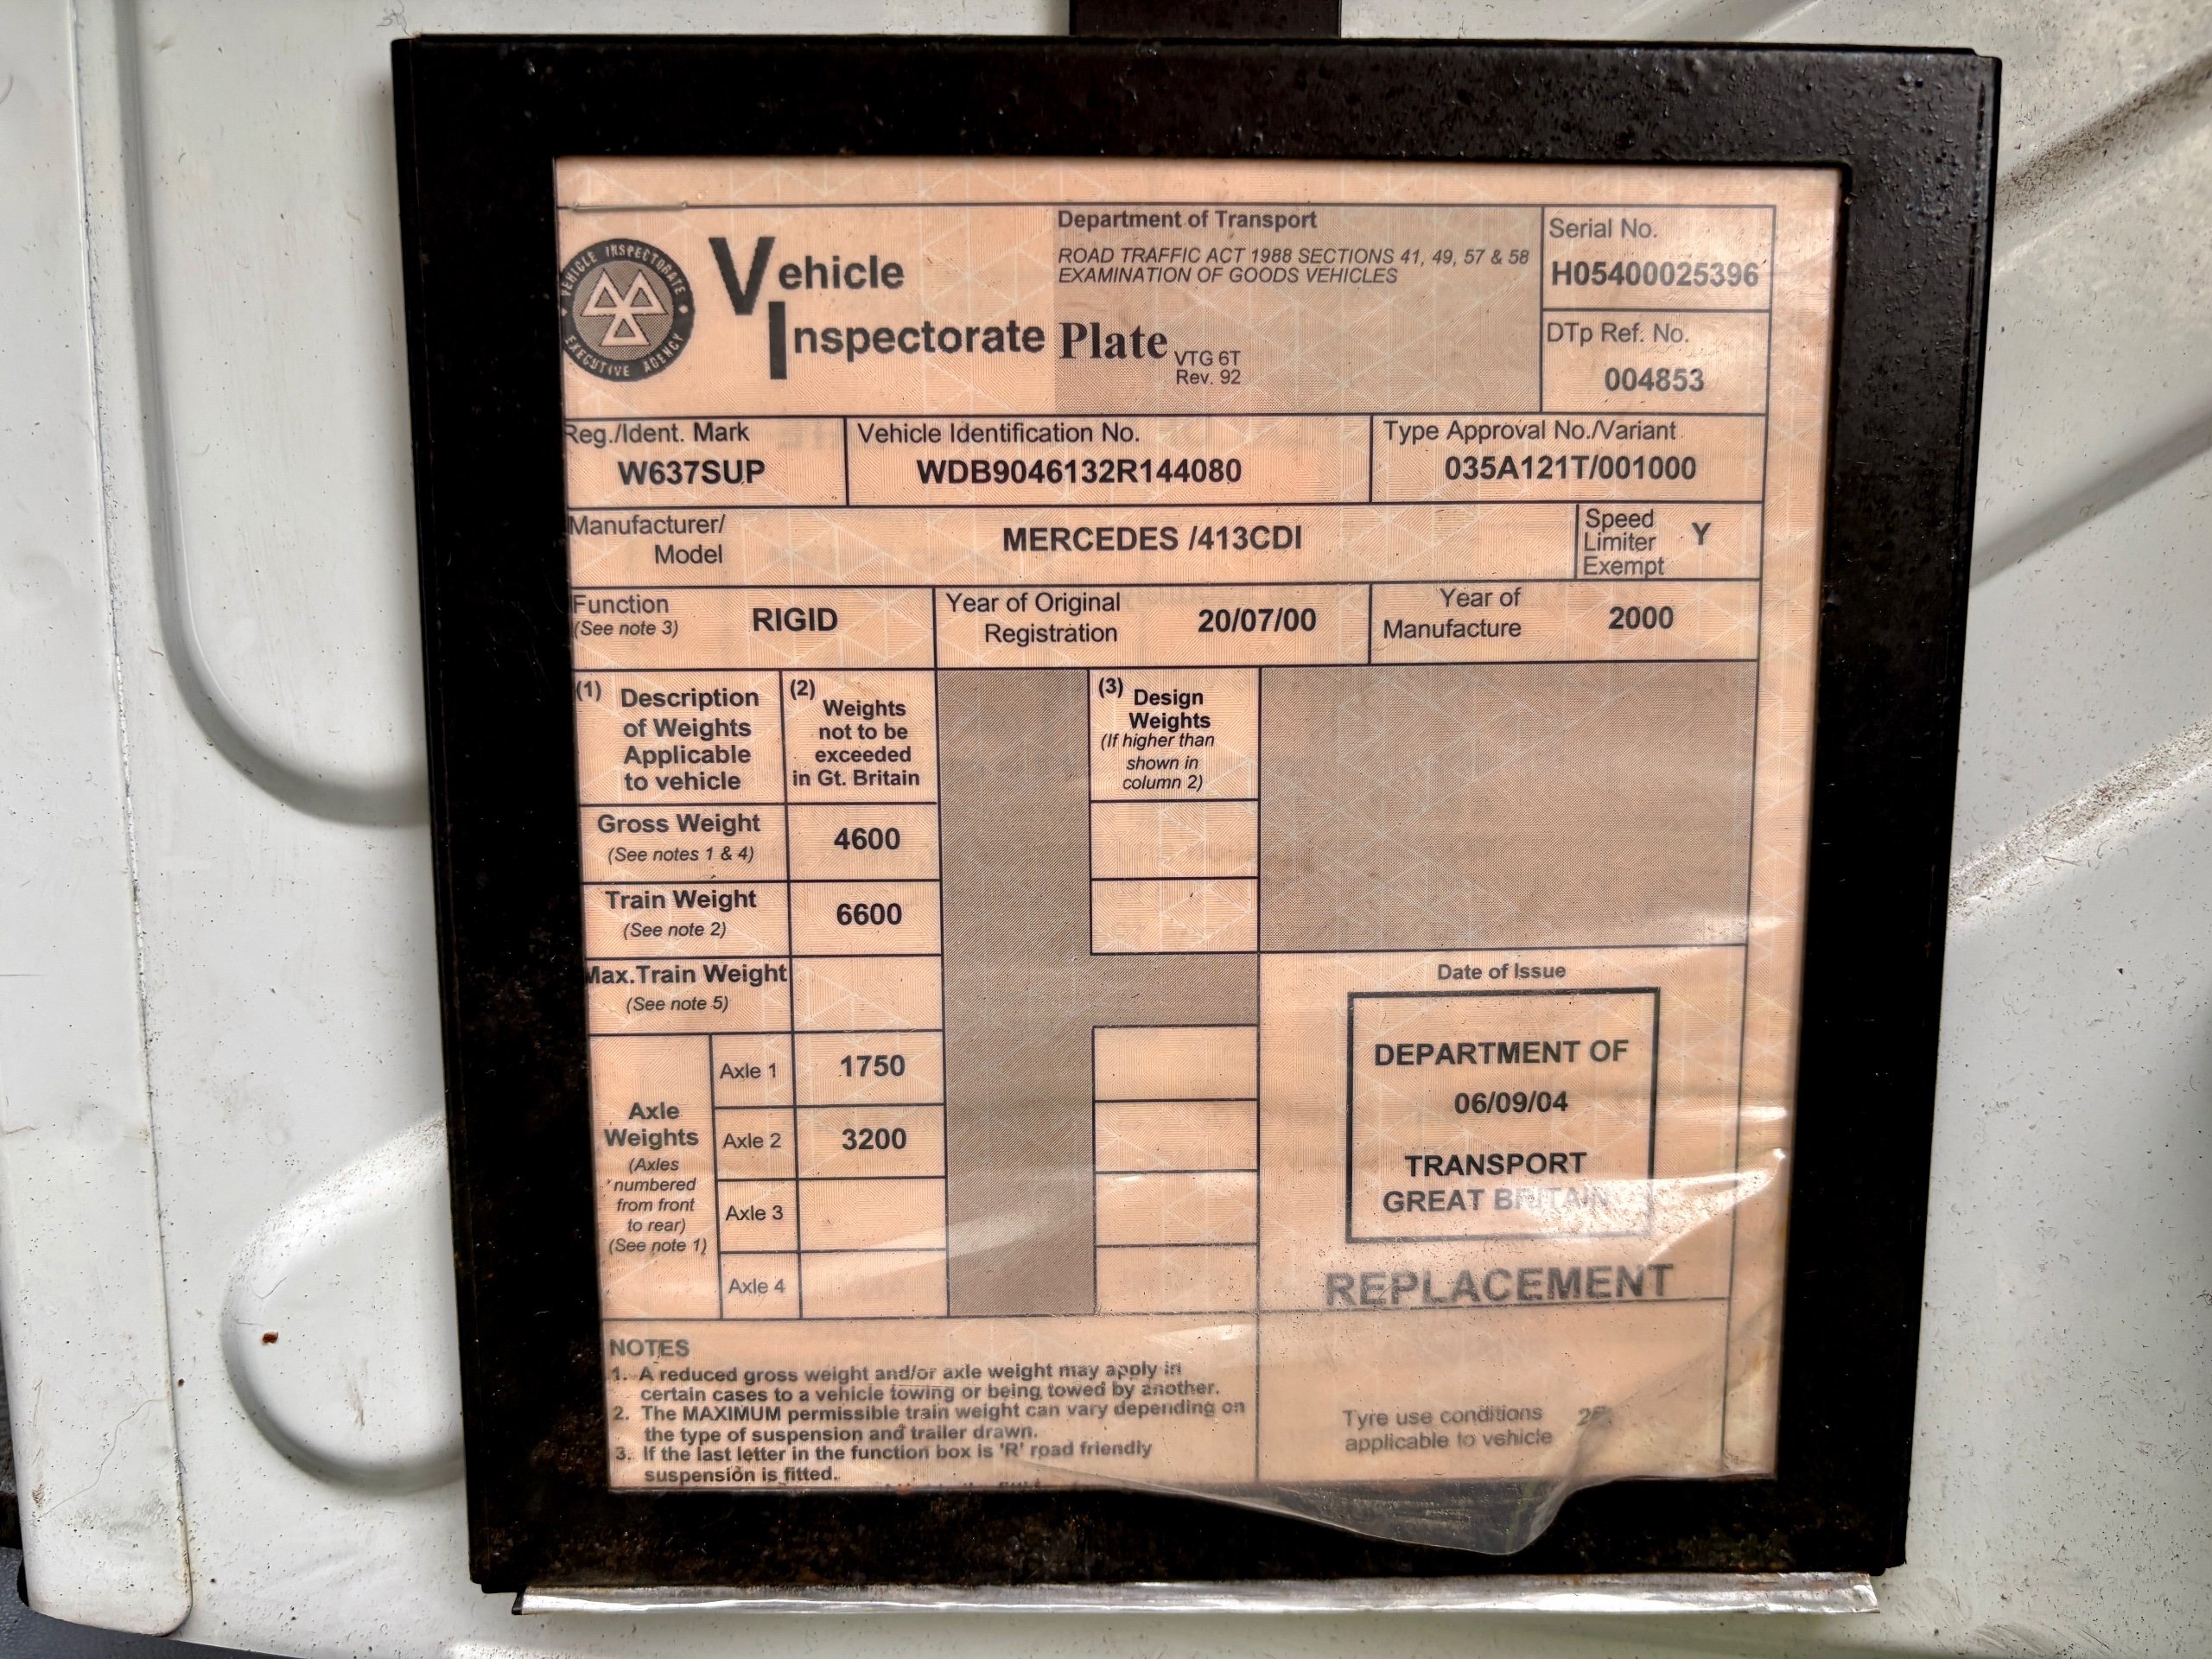 Department of Transport
ROAD TRAFFIC ACT 1988 SECTIONS 41, 49, 57 & 58
EXAMINATION OF GOODS VEHICLES
VEHICLE INSPECTORATE
EXECUTIVE AGENCY
Vehicle
Inspectorate Plate VTG 6T
Rev. 92
Serial No.
H05400025396
DTp Ref. No.
004853
Reg./Ident. Mark
W637SUP
Vehicle Identification No.
WDB9046132R144080
Type Approval No./Variant
035A121T/001000
Manufacturer/
Model
MERCEDES /413CDI
Speed
Limiter
Exempt
Y
Function
(See note 3)
RIGID
Year of Original
Registration
20/07/00
Year of
Manufacture
2000
(1) Description
of Weights
Applicable
to vehicle
(2) Weights
not to be
exceeded
in Gt. Britain
(3) Design
Weights
(If higher than
shown in
column 2)
Gross Weight
(See notes 1 & 4)
4600
Train Weight
(See note 2)
6600
Max.Train Weight
(See note 5)
Axle
Weights
(Axles
numbered
from front
to rear)
(See note 1)
Axle 1
1750
Axle 2
3200
Axle 3
Axle 4
Date of Issue
DEPARTMENT OF
06/09/04
TRANSPORT
GREAT BRITAIN
REPLACEMENT
NOTES
1. A reduced gross weight and/or axle weight may apply in
certain cases to a vehicle towing or being towed by another.
2. The MAXIMUM permissible train weight can vary depending on
the type of suspension and trailer drawn.
3. If the last letter in the function box is 'R' road friendly
suspension is fitted.
Tyre use conditions
applicable to vehicle